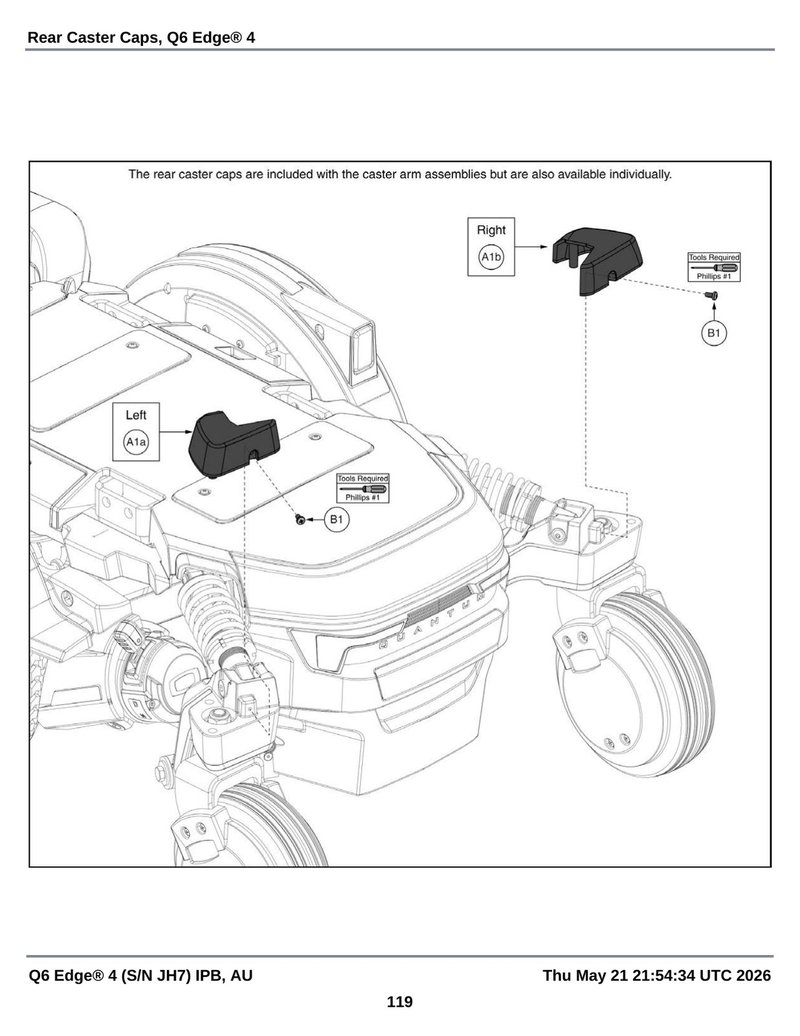 Rear Caster Caps, Q6 Edge® 4
The rear caster caps are included with the caster arm assemblies but are also available individually.
Right
A1b
Tools Required
Phillips #1
B1
Left
A1a
Tools Required
Phillips #1
B1
QUANTUM
Q6 Edge® 4 (S/N JH7) IPB, AU
Thu May 21 21:54:34 UTC 2026
119